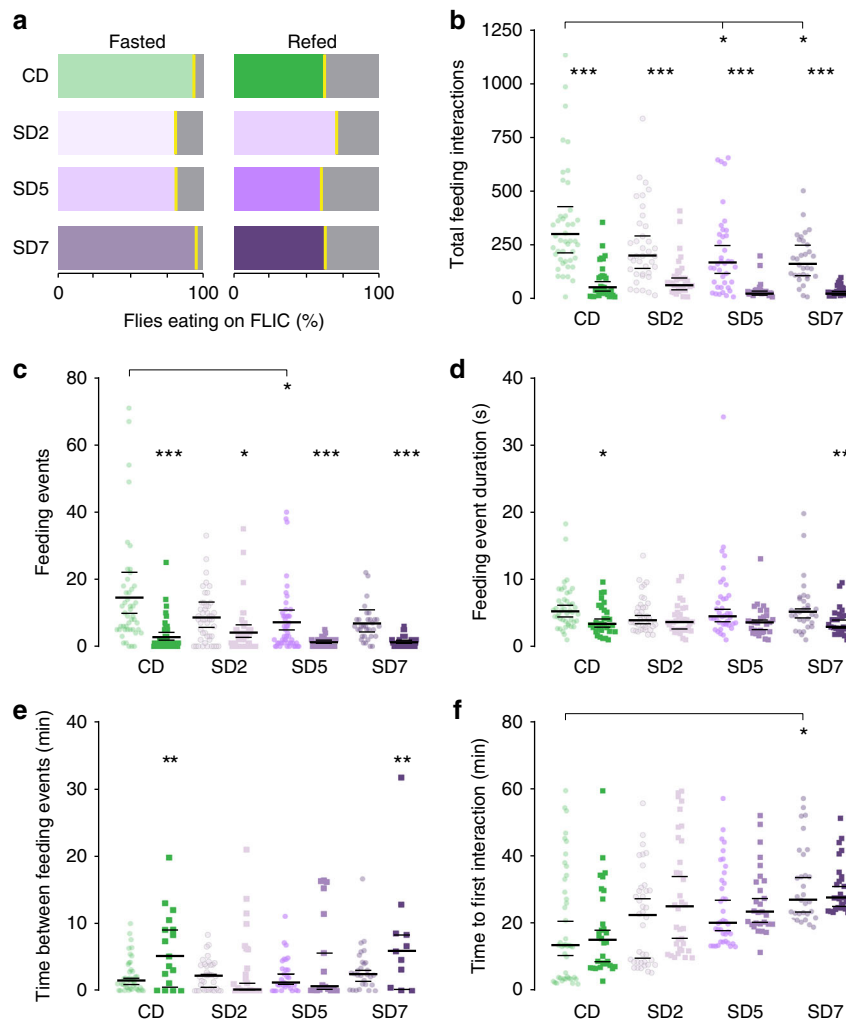 a
Fasted
Refed
CD
SD2
SD5
SD7
0
100
0
100
Flies eating on FLIC (%)
b
Total feeding interactions
1250
1000
750
500
250
0
*
*
***
***
***
***
CD
SD2
SD5
SD7
c
Feeding events
80
60
40
20
0
*
***
*
***
***
CD
SD2
SD5
SD7
d
Feeding event duration (s)
40
30
20
10
0
*
**
CD
SD2
SD5
SD7
e
Time between feeding events (min)
40
30
20
10
0
**
**
CD
SD2
SD5
SD7
f
Time to first interaction (min)
80
60
40
20
0
*
CD
SD2
SD5
SD7